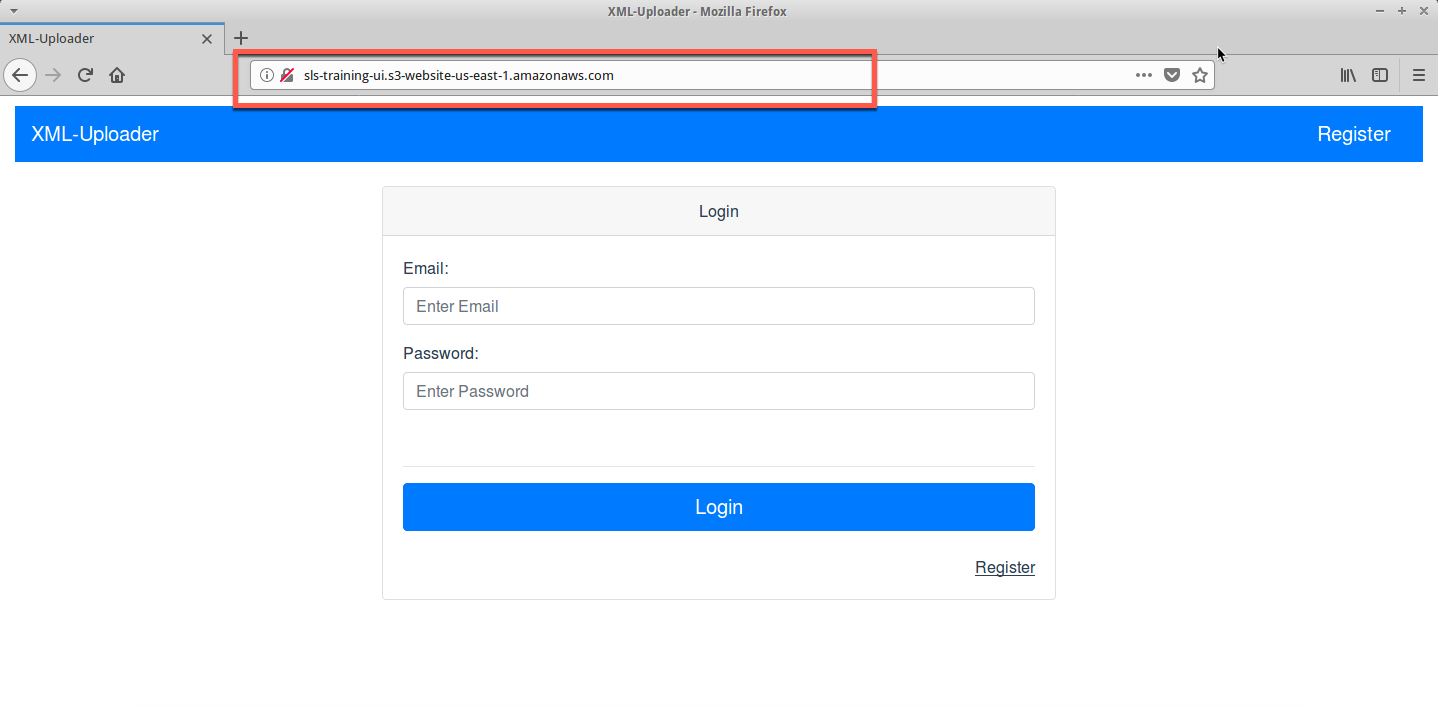 XML-Uploader - Mozilla Firefox
XML-Uploader
sls-training-ui.s3-website-us-east-1.amazonaws.com
XML-Uploader Register
Login
Email:
Enter Email
Password:
Enter Password
Login
Register